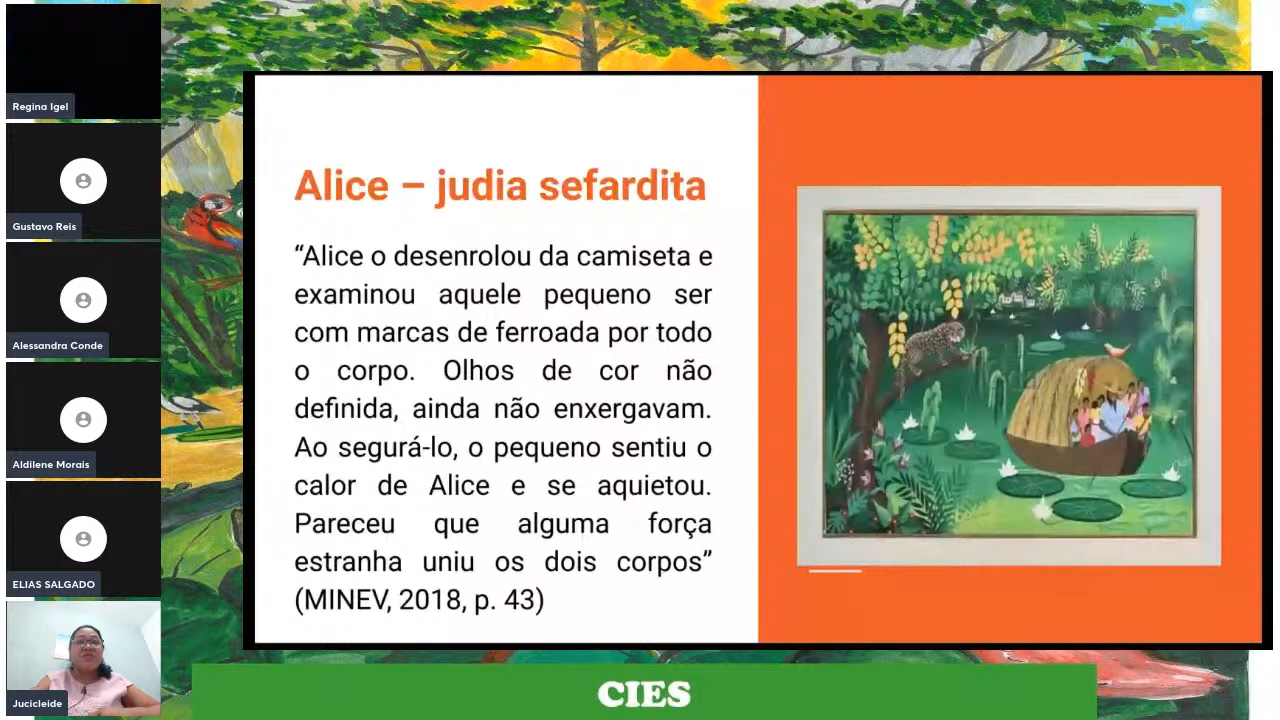 Regina Igel
Gustavo Reis
Alessandra Conde
Aldilene Morais
ELIAS SALGADO
Jucicleide
Alice – judia sefardita
“Alice o desenrolou da camiseta e
examinou aquele pequeno ser
com marcas de ferroada por todo
o corpo. Olhos de cor não
definida, ainda não enxergavam.
Ao segurá-lo, o pequeno sentiu o
calor de Alice e se aquietou.
Pareceu que alguma força
estranha uniu os dois corpos”
(MINEV, 2018, p. 43)
CIES